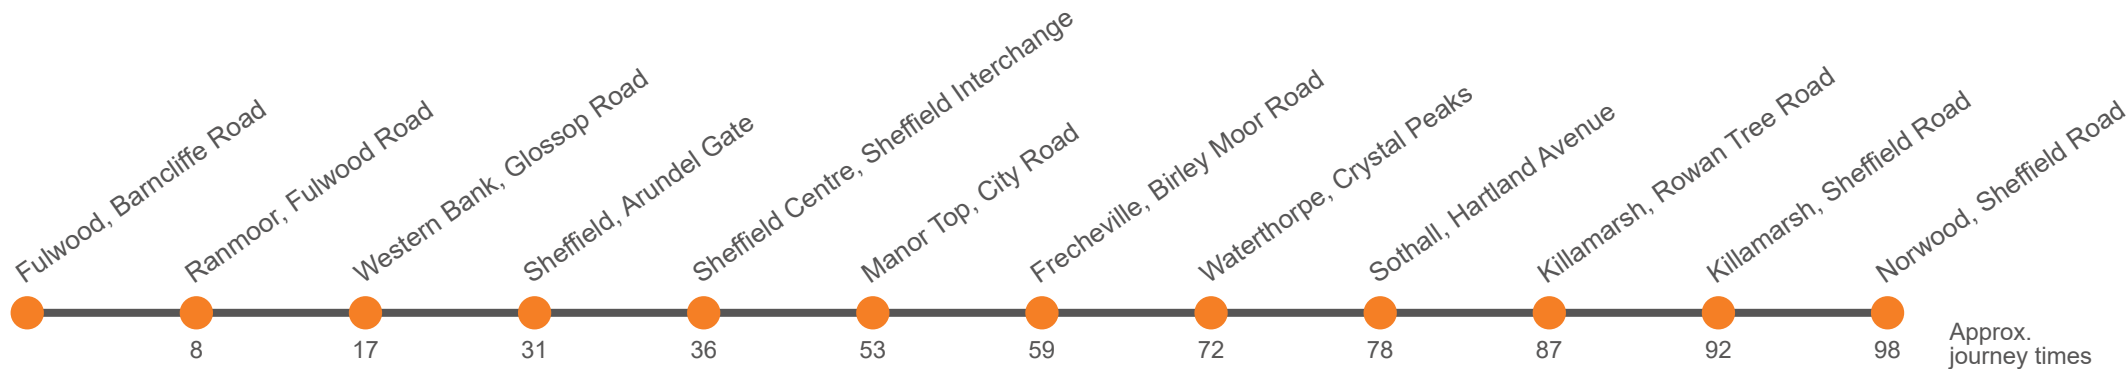 Fulwood, Barncliffe Road
Ranmoor, Fulwood Road
Western Bank, Glossop Road
Sheffield, Arundel Gate
Sheffield Centre, Sheffield Interchange
Manor Top, City Road
Frecheville, Birley Moor Road
Waterthorpe, Crystal Peaks
Sothall, Hartland Avenue
Killamarsh, Rowan Tree Road
Killamarsh, Sheffield Road
Norwood, Sheffield Road
8
17
31
36
53
59
72
78
87
92
98
Approx.
journey times